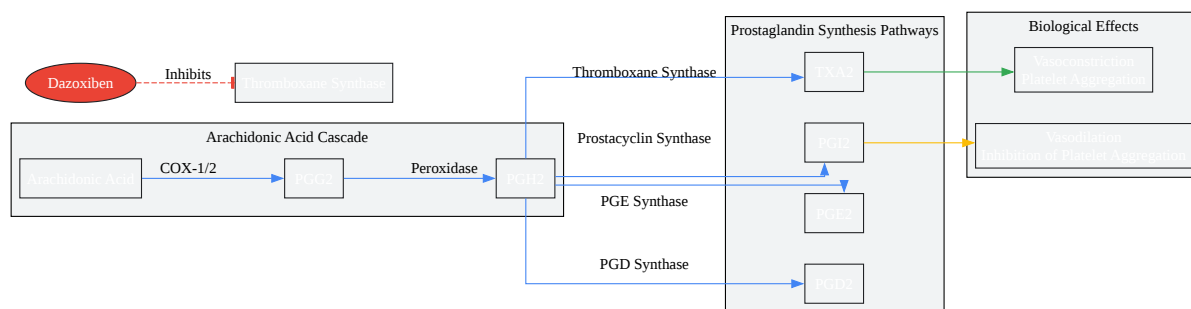 Prostaglandin Synthesis Pathways
Biological Effects
Dazoxiben
Inhibits
Thromboxane Synthase
Thromboxane Synthase
TXA2
Vasoconstriction
Platelet Aggregation
Arachidonic Acid Cascade
Prostacyclin Synthase
PGI2
Vasodilation
Inhibition of Platelet Aggregation
Arachidonic Acid
COX-1/2
PGG2
Peroxidase
PGH2
PGE Synthase
PGE2
PGD Synthase
PGD2